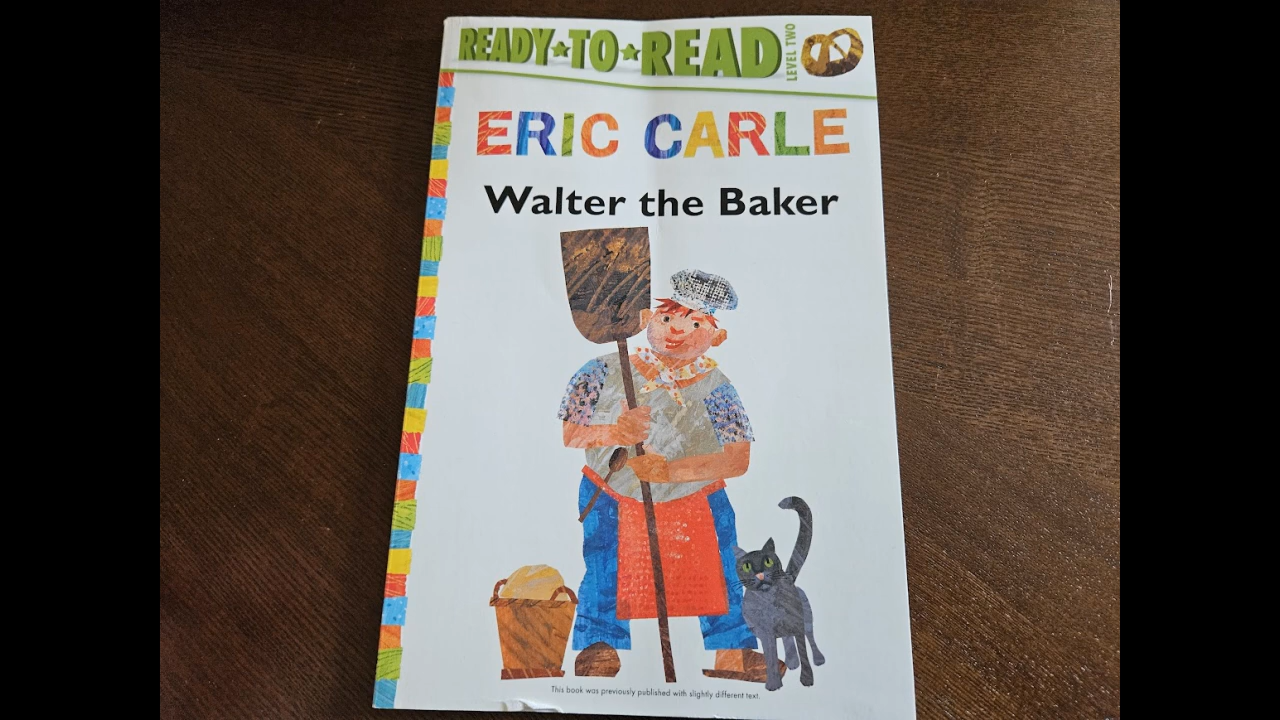 READY★TO★READ
LEVEL TWO
ERIC CARLE
Walter the Baker
This book was previously published with slightly different text.